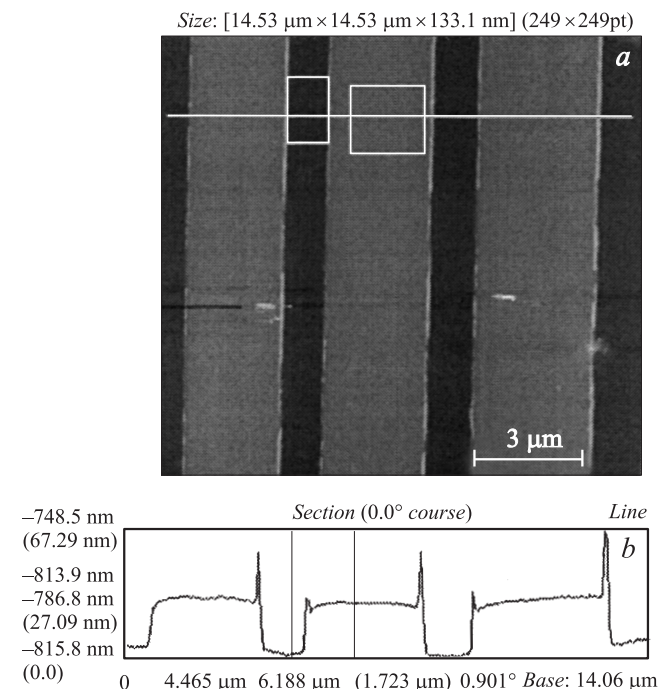 Size: [14.53 μm×14.53 μm×133.1 nm] (249×249pt)
a
3 μm
Section (0.0° course) Line
b
–748.5 nm
(67.29 nm)
–813.9 nm
–786.8 nm
(27.09 nm)
–815.8 nm
(0.0)
0 4.465 μm 6.188 μm (1.723 μm) 0.901° Base: 14.06 μm